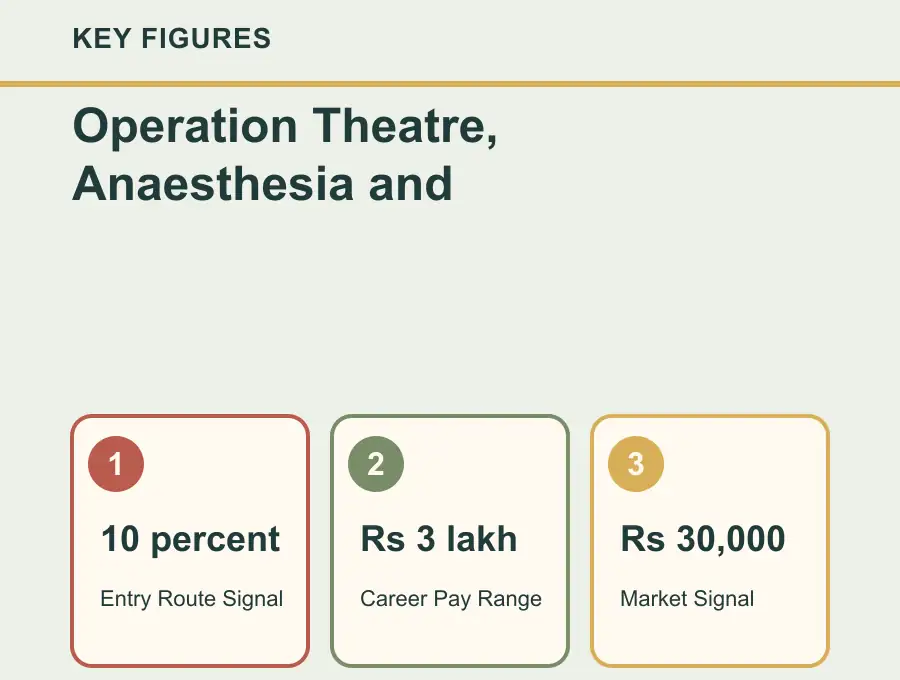 KEY FIGURES
Operation Theatre,
Anaesthesia and
1
10 percent
Entry Route Signal
2
Rs 3 lakh
Career Pay Range
3
Rs 30,000
Market Signal